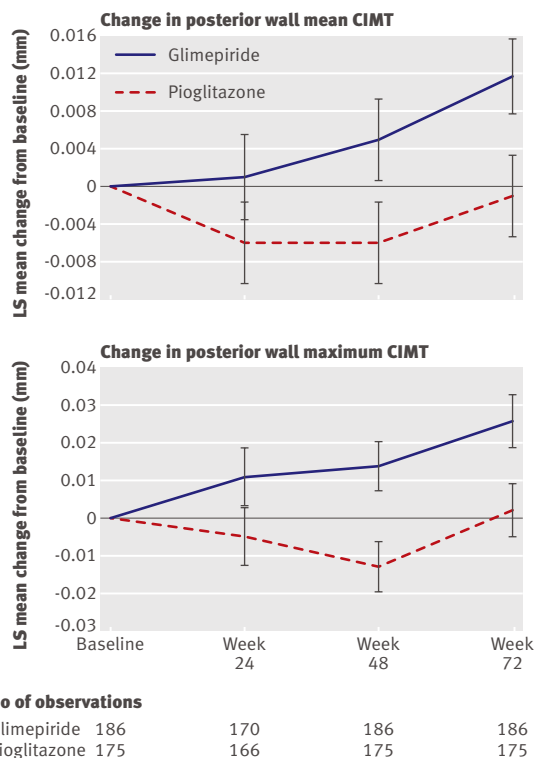 Change in posterior wall mean CIMT
LS mean change from baseline (mm)
0.016
0.012
0.008
0.004
0
-0.004
-0.008
-0.012
Glimepiride
Pioglitazone
Change in posterior wall maximum CIMT
LS mean change from baseline (mm)
0.04
0.03
0.02
0.01
0
-0.01
-0.02
-0.03
Baseline Week 24 Week 48 Week 72
o of observations
limepiride 186 170 186 186
ioglitazone 175 166 175 175